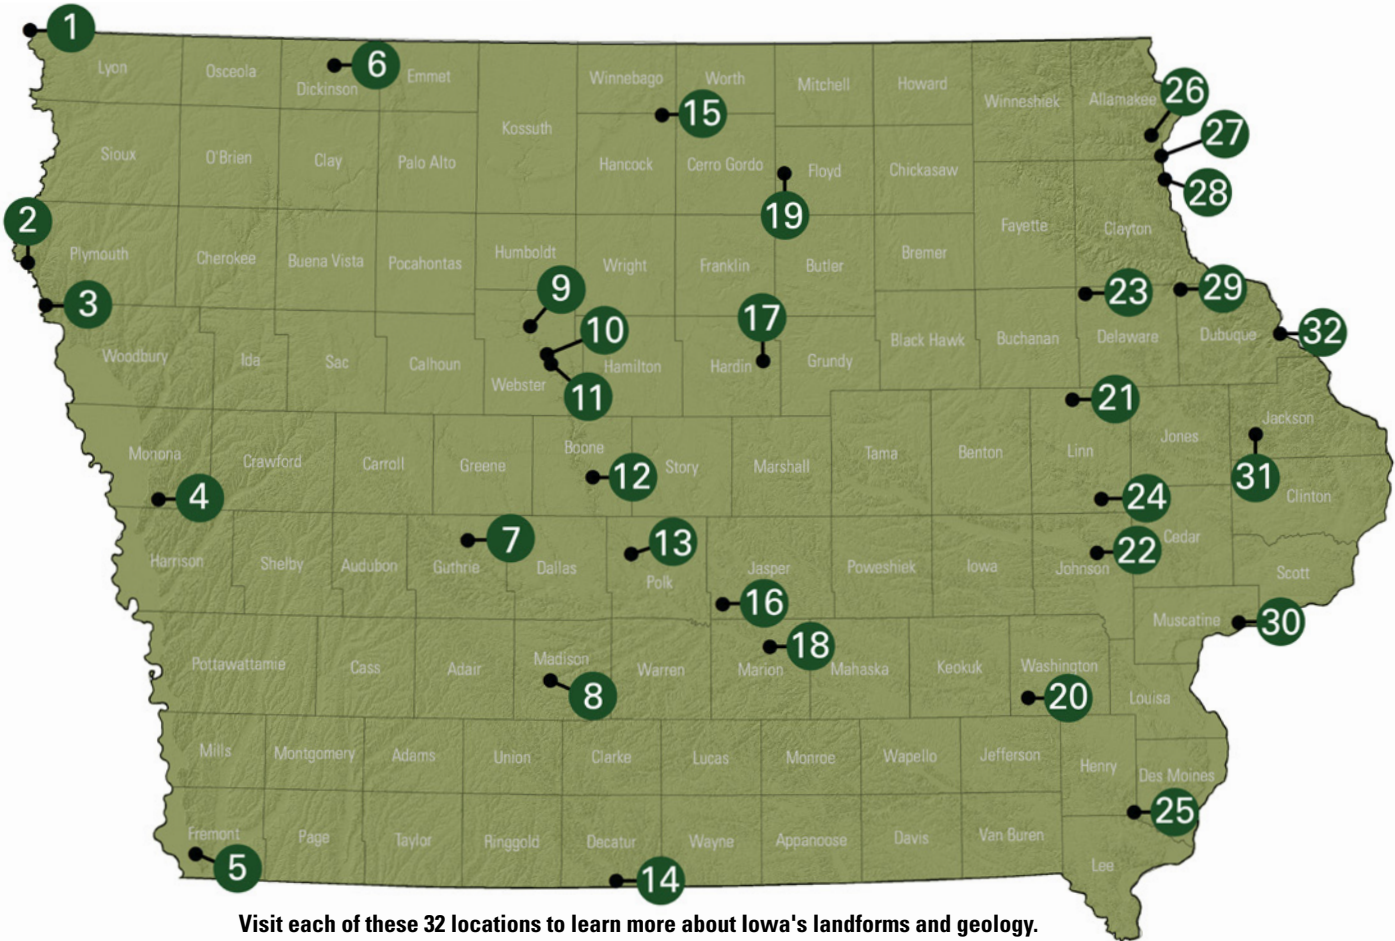 1
6
Lyon
Osceola
Dickinson
Emmet
Winnebago
Worth
Mitchell
Howard
Winneshiek
Allamakee
26
15
27
Kossuth
Sioux
O'Brien
Clay
Palo Alto
Hancock
Cerro Gordo
Floyd
Chickasaw
28
19
2
Plymouth
Cherokee
Buena Vista
Pocahontas
Humboldt
Wright
Franklin
Butler
Bremer
Fayette
Clayton
9
23
29
3
17
10
32
Woodbury
Ida
Sac
Calhoun
Webster
Hamilton
Hardin
Grundy
Black Hawk
Buchanan
Delaware
Dubuque
11
21
Jackson
Monona
Crawford
Carroll
Greene
Boone
Story
Marshall
Tama
Benton
Linn
Jones
12
31
4
24
Clinton
7
13
22
Cedar
Harrison
Shelby
Audubon
Guthrie
Dallas
Polk
Jasper
Poweshiek
Iowa
Johnson
Scott
16
Muscatine
30
18
Pottawattamie
Cass
Adair
Madison
Warren
Marion
Mahaska
Keokuk
Washington
8
20
Louisa
Mills
Montgomery
Adams
Union
Clarke
Lucas
Monroe
Wapello
Jefferson
Henry
Des Moines
25
Fremont
Page
Taylor
Ringgold
Decatur
Wayne
Appanoose
Davis
Van Buren
Lee
5
14
Visit each of these 32 locations to learn more about Iowa's landforms and geology.